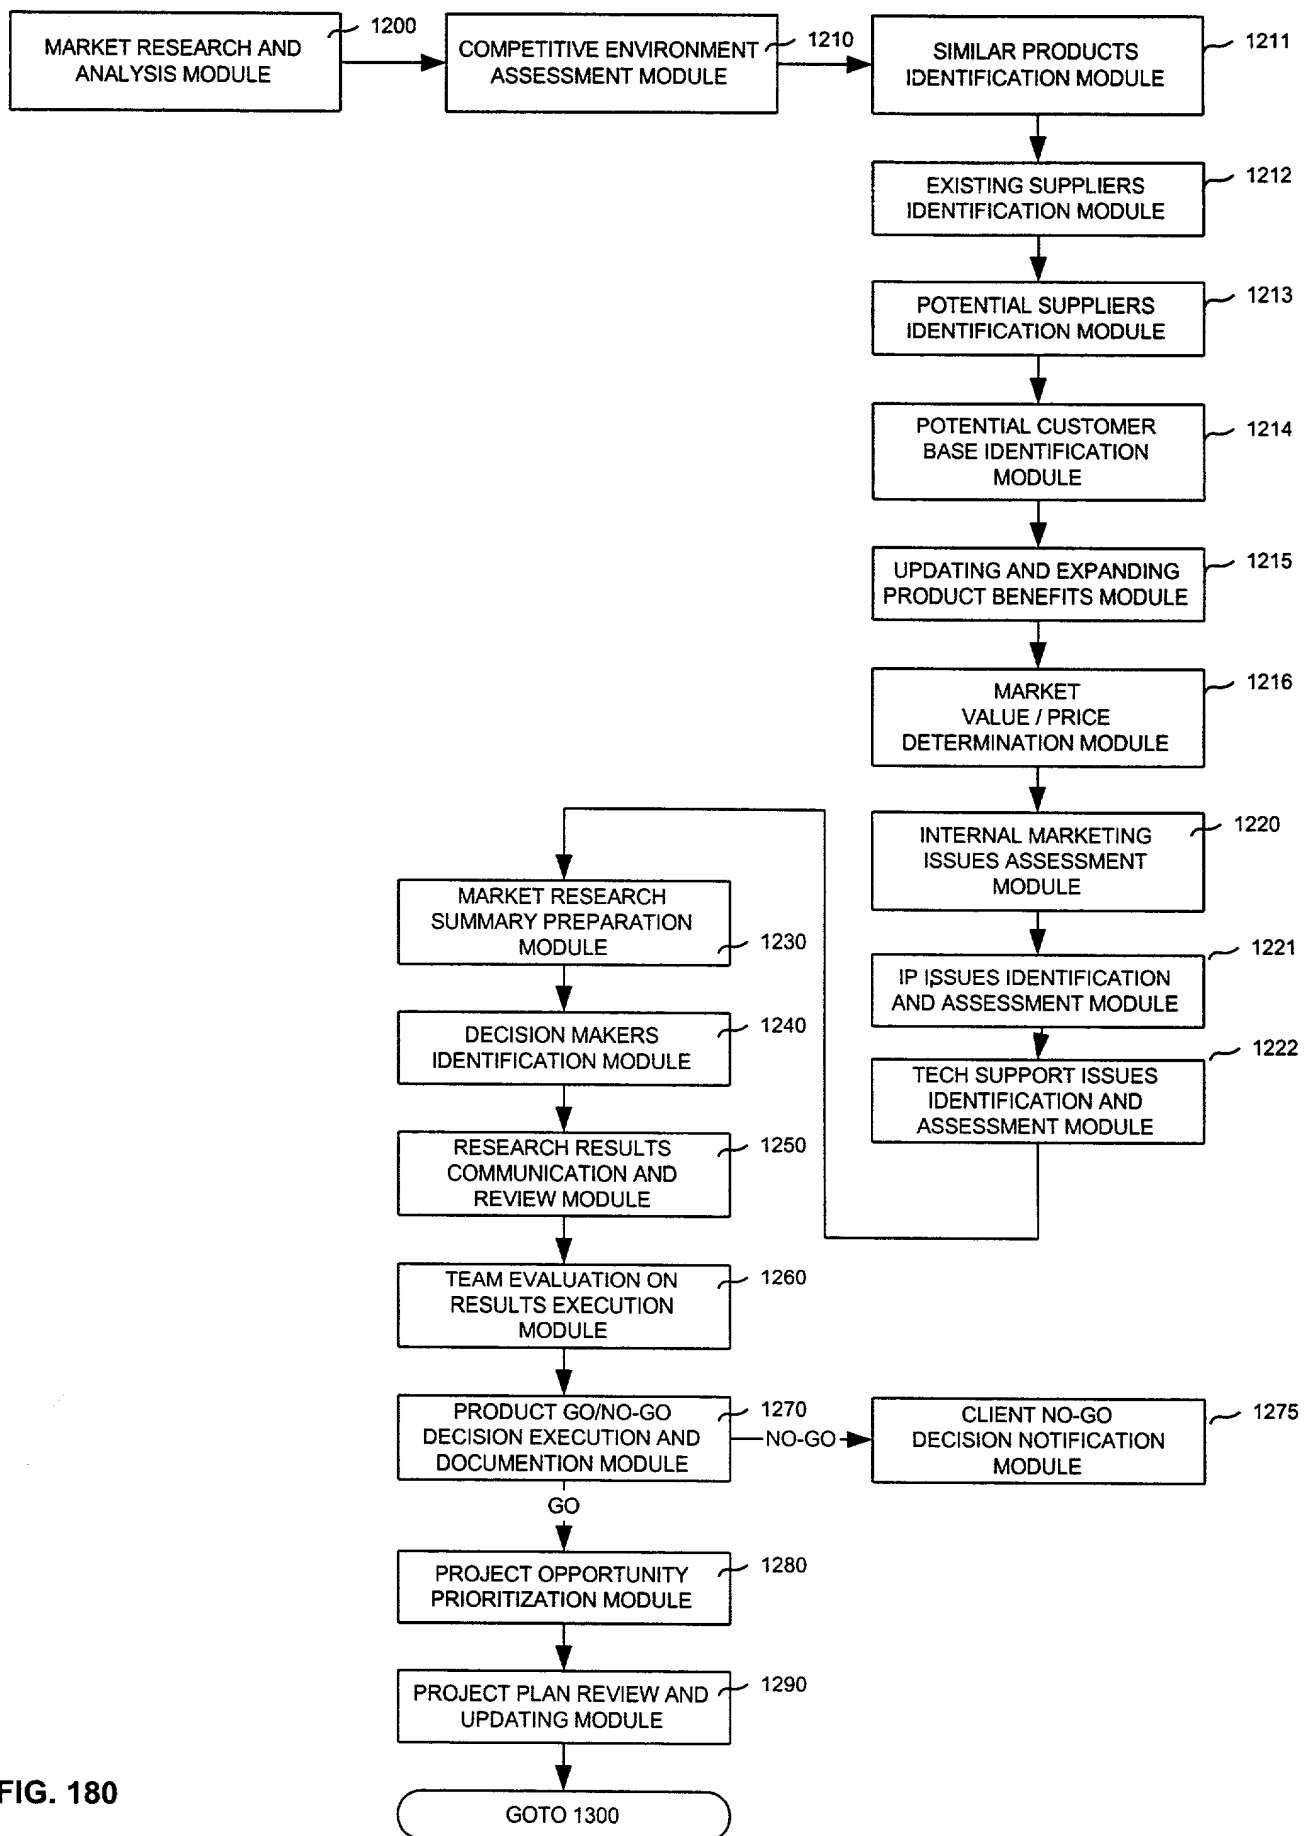 MARKET RESEARCH AND
ANALYSIS MODULE
1200
COMPETITIVE ENVIRONMENT
ASSESSMENT MODULE
1210
SIMILAR PRODUCTS
IDENTIFICATION MODULE
1211
EXISTING SUPPLIERS
IDENTIFICATION MODULE
1212
POTENTIAL SUPPLIERS
IDENTIFICATION MODULE
1213
POTENTIAL CUSTOMER
BASE IDENTIFICATION
MODULE
1214
UPDATING AND EXPANDING
PRODUCT BENEFITS MODULE
1215
MARKET
VALUE / PRICE
DETERMINATION MODULE
1216
INTERNAL MARKETING
ISSUES ASSESSMENT
MODULE
1220
IP ISSUES IDENTIFICATION
AND ASSESSMENT MODULE
1221
TECH SUPPORT ISSUES
IDENTIFICATION AND
ASSESSMENT MODULE
1222
MARKET RESEARCH
SUMMARY PREPARATION
MODULE
1230
DECISION MAKERS
IDENTIFICATION MODULE
1240
RESEARCH RESULTS
COMMUNICATION AND
REVIEW MODULE
1250
TEAM EVALUATION ON
RESULTS EXECUTION
MODULE
1260
PRODUCT GO/NO-GO
DECISION EXECUTION AND
DOCUMENTION MODULE
1270
NO-GO
CLIENT NO-GO
DECISION NOTIFICATION
MODULE
1275
GO
PROJECT OPPORTUNITY
PRIORITIZATION MODULE
1280
PROJECT PLAN REVIEW AND
UPDATING MODULE
1290
GOTO 1300
FIG. 180